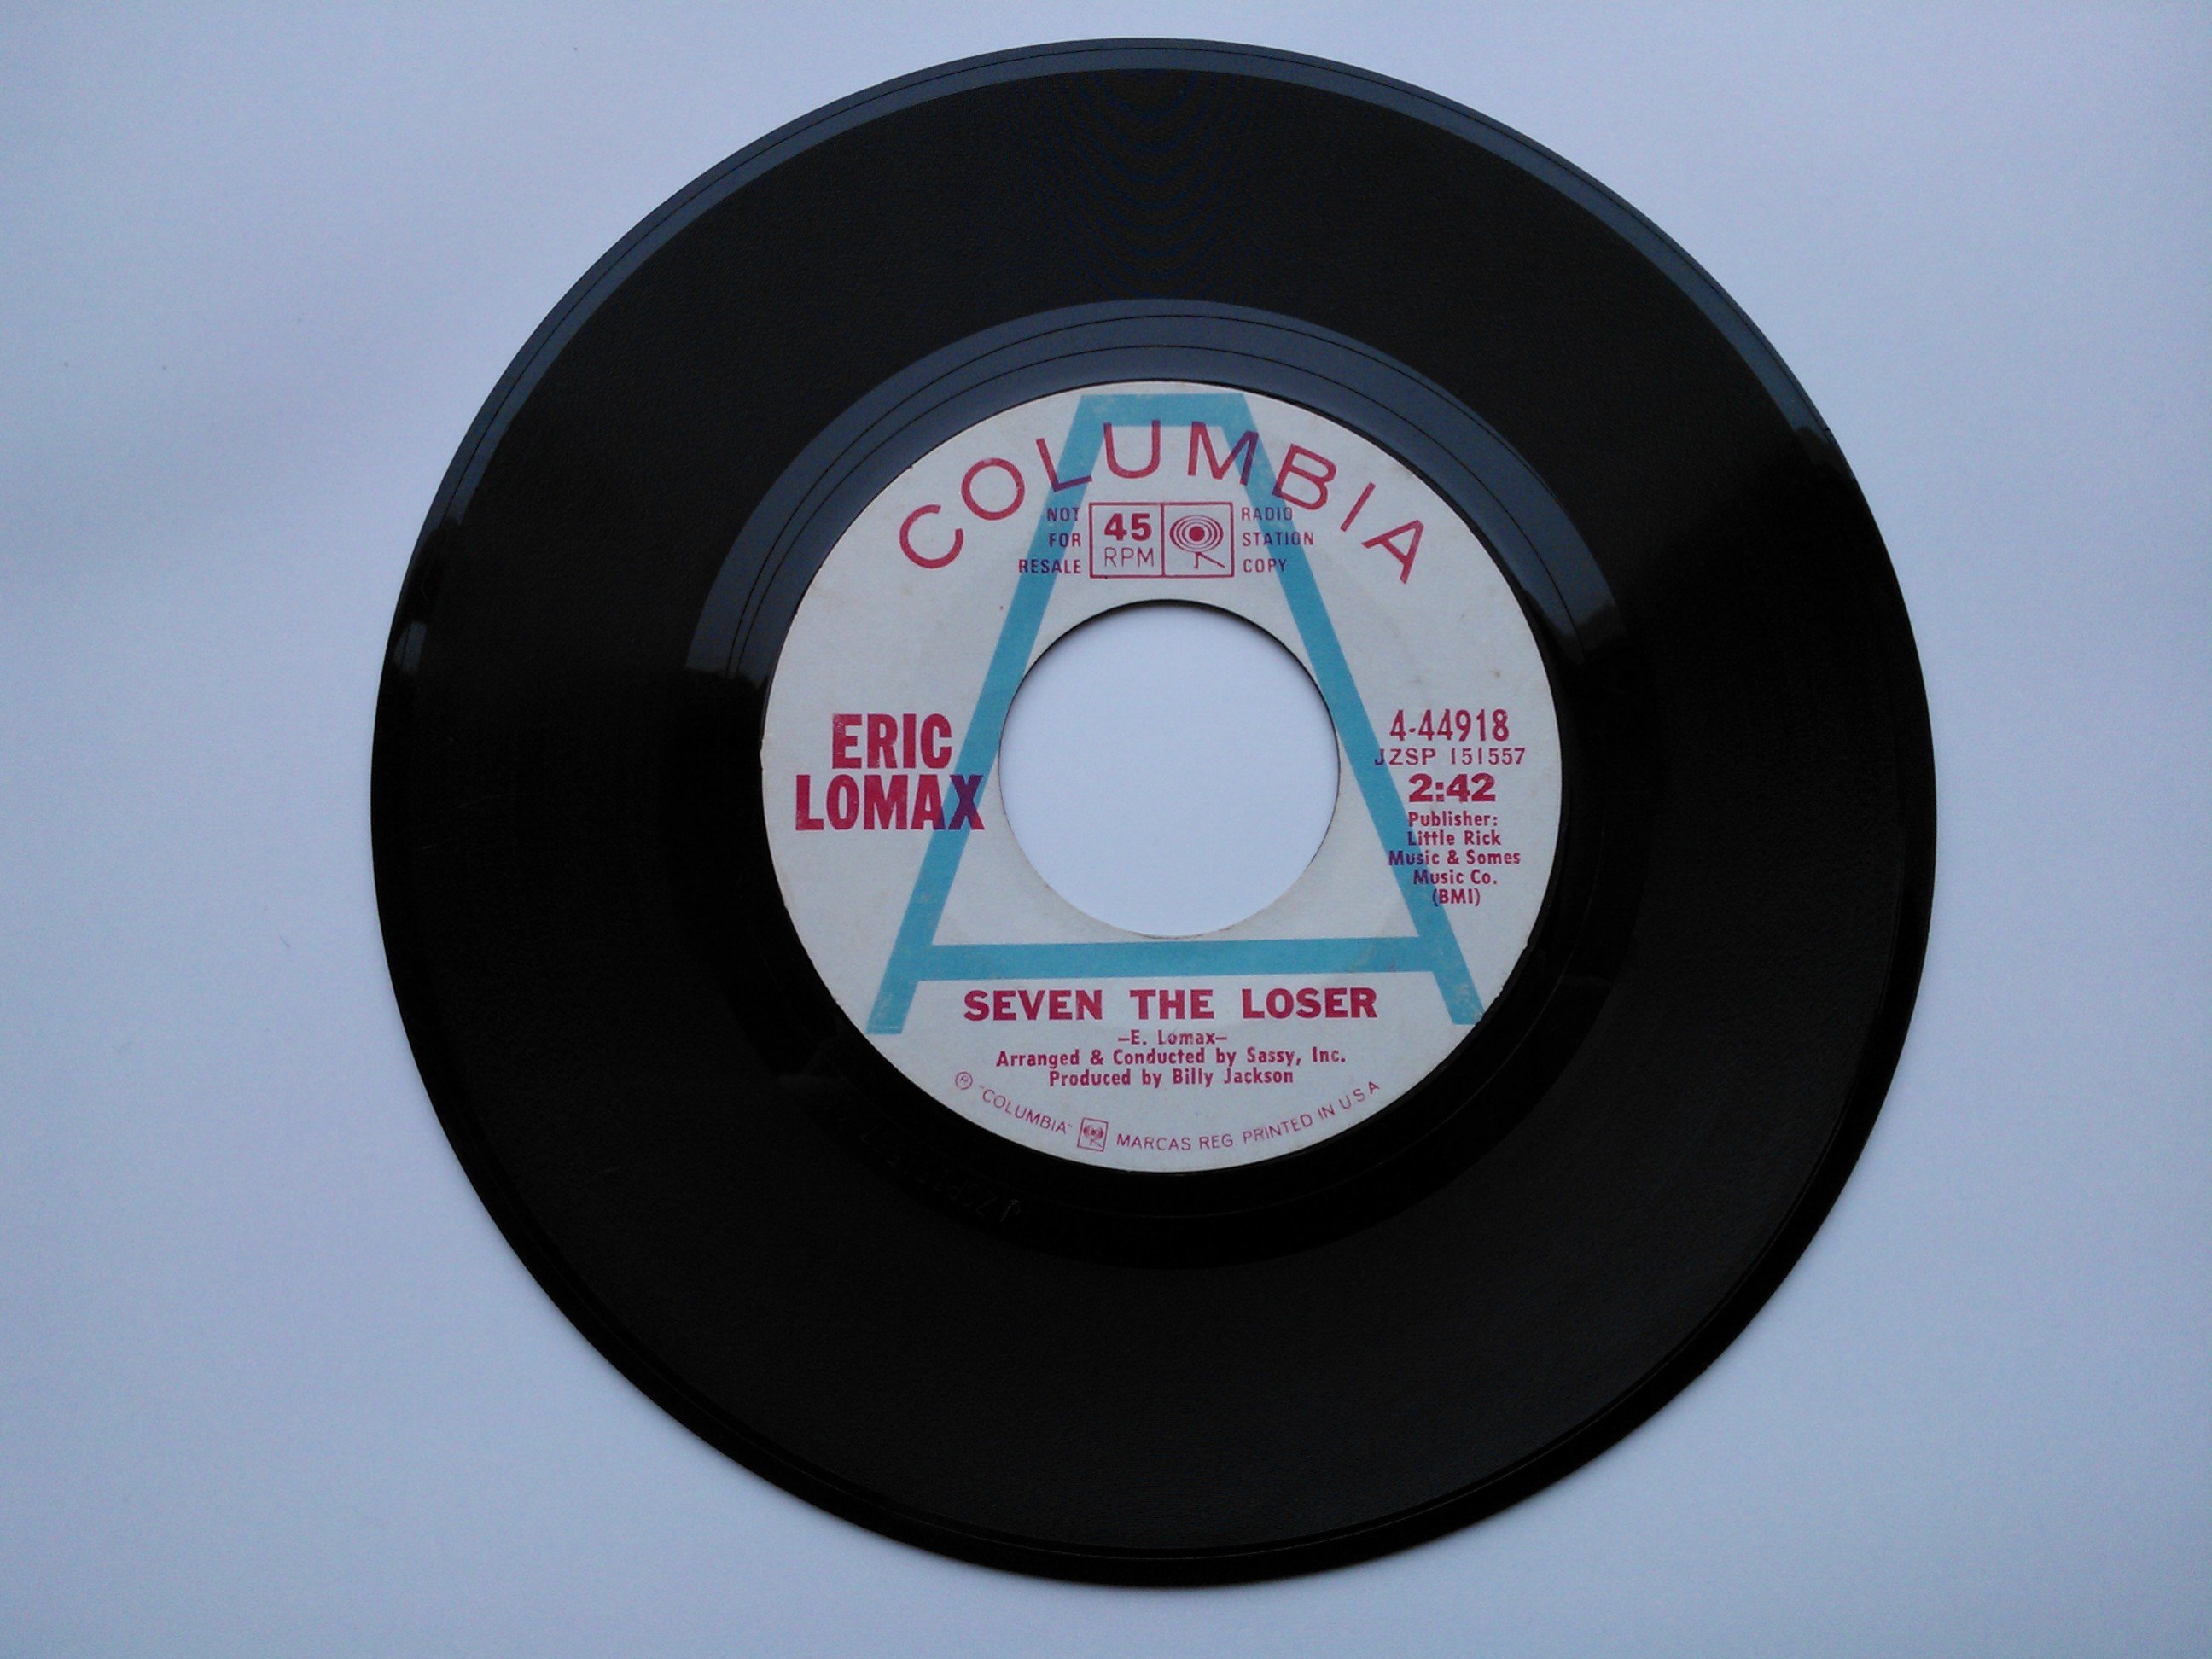 COLUMBIA
NOT FOR RESALE
45 RPM
RADIO STATION COPY
A
ERIC
LOMAX
4-44918
JZSP 151557
2:42
Publisher:
Little Rick
Music & Somes
Music Co.
(BMI)
SEVEN THE LOSER
–E. Lomax–
Arranged & Conducted by Sassy, Inc.
Produced by Billy Jackson
® "COLUMBIA" MARCAS REG. PRINTED IN U S A